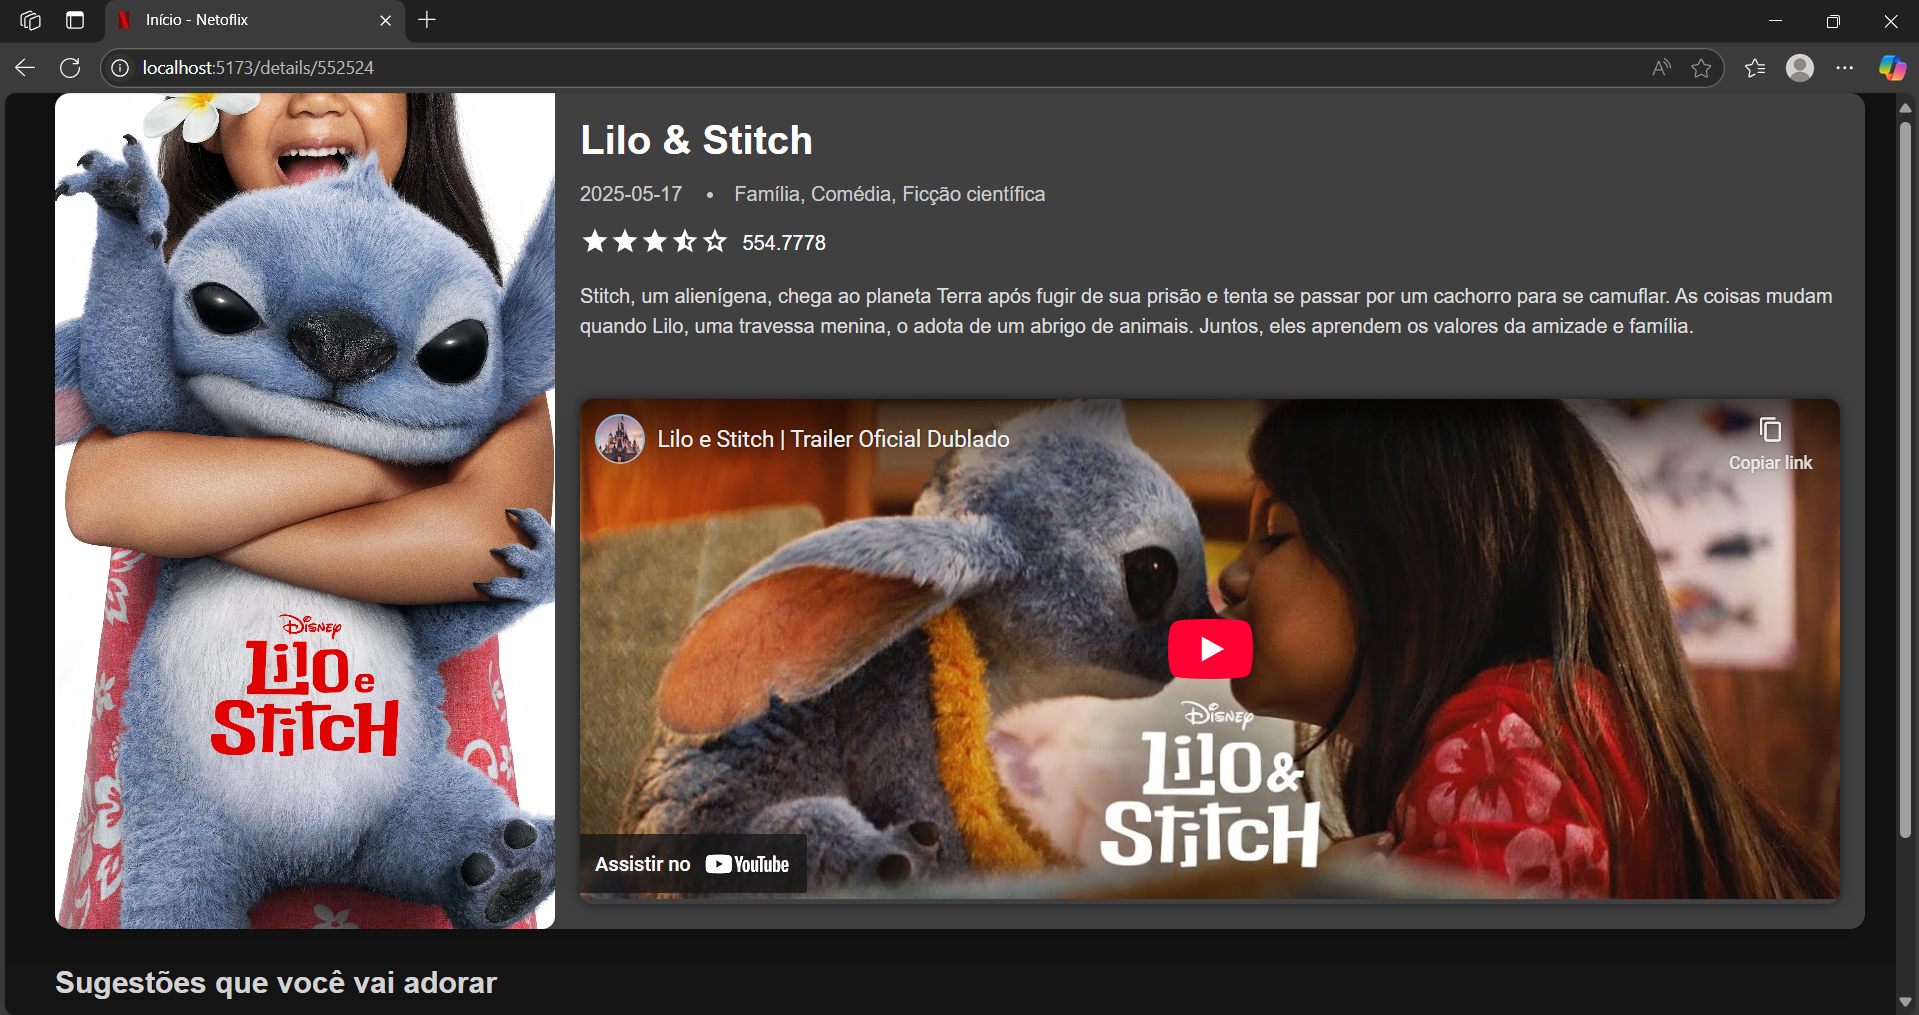 Início - Netoflix
localhost:5173/details/552524
Lilo & Stitch
2025-05-17 • Família, Comédia, Ficção científica
554.7778
Stitch, um alienígena, chega ao planeta Terra após fugir de sua prisão e tenta se passar por um cachorro para se camuflar. As coisas mudam
quando Lilo, uma travessa menina, o adota de um abrigo de animais. Juntos, eles aprendem os valores da amizade e família.
Lilo e Stitch | Trailer Oficial Dublado
Copiar link
Disney
Lilo e
Stitch
Disney
Lilo &
Stitch
Assistir no YouTube
Sugestões que você vai adorar